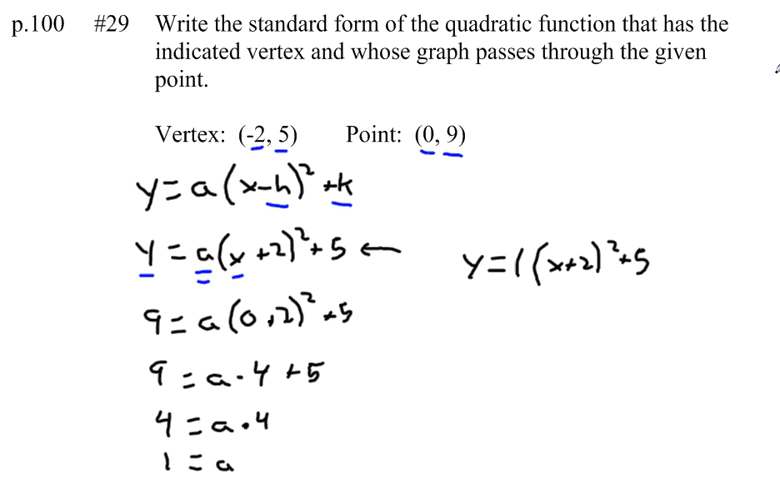 p.100 #29 Write the standard form of the quadratic function that has the
indicated vertex and whose graph passes through the given
point.
Vertex: (-2, 5) Point: (0, 9)
y=a(x-h)²+k
y=a(x+2)²+5 ←
y=1(x+2)²+5
9=a(0+2)²+5
9=a·4+5
4=a·4
1=a